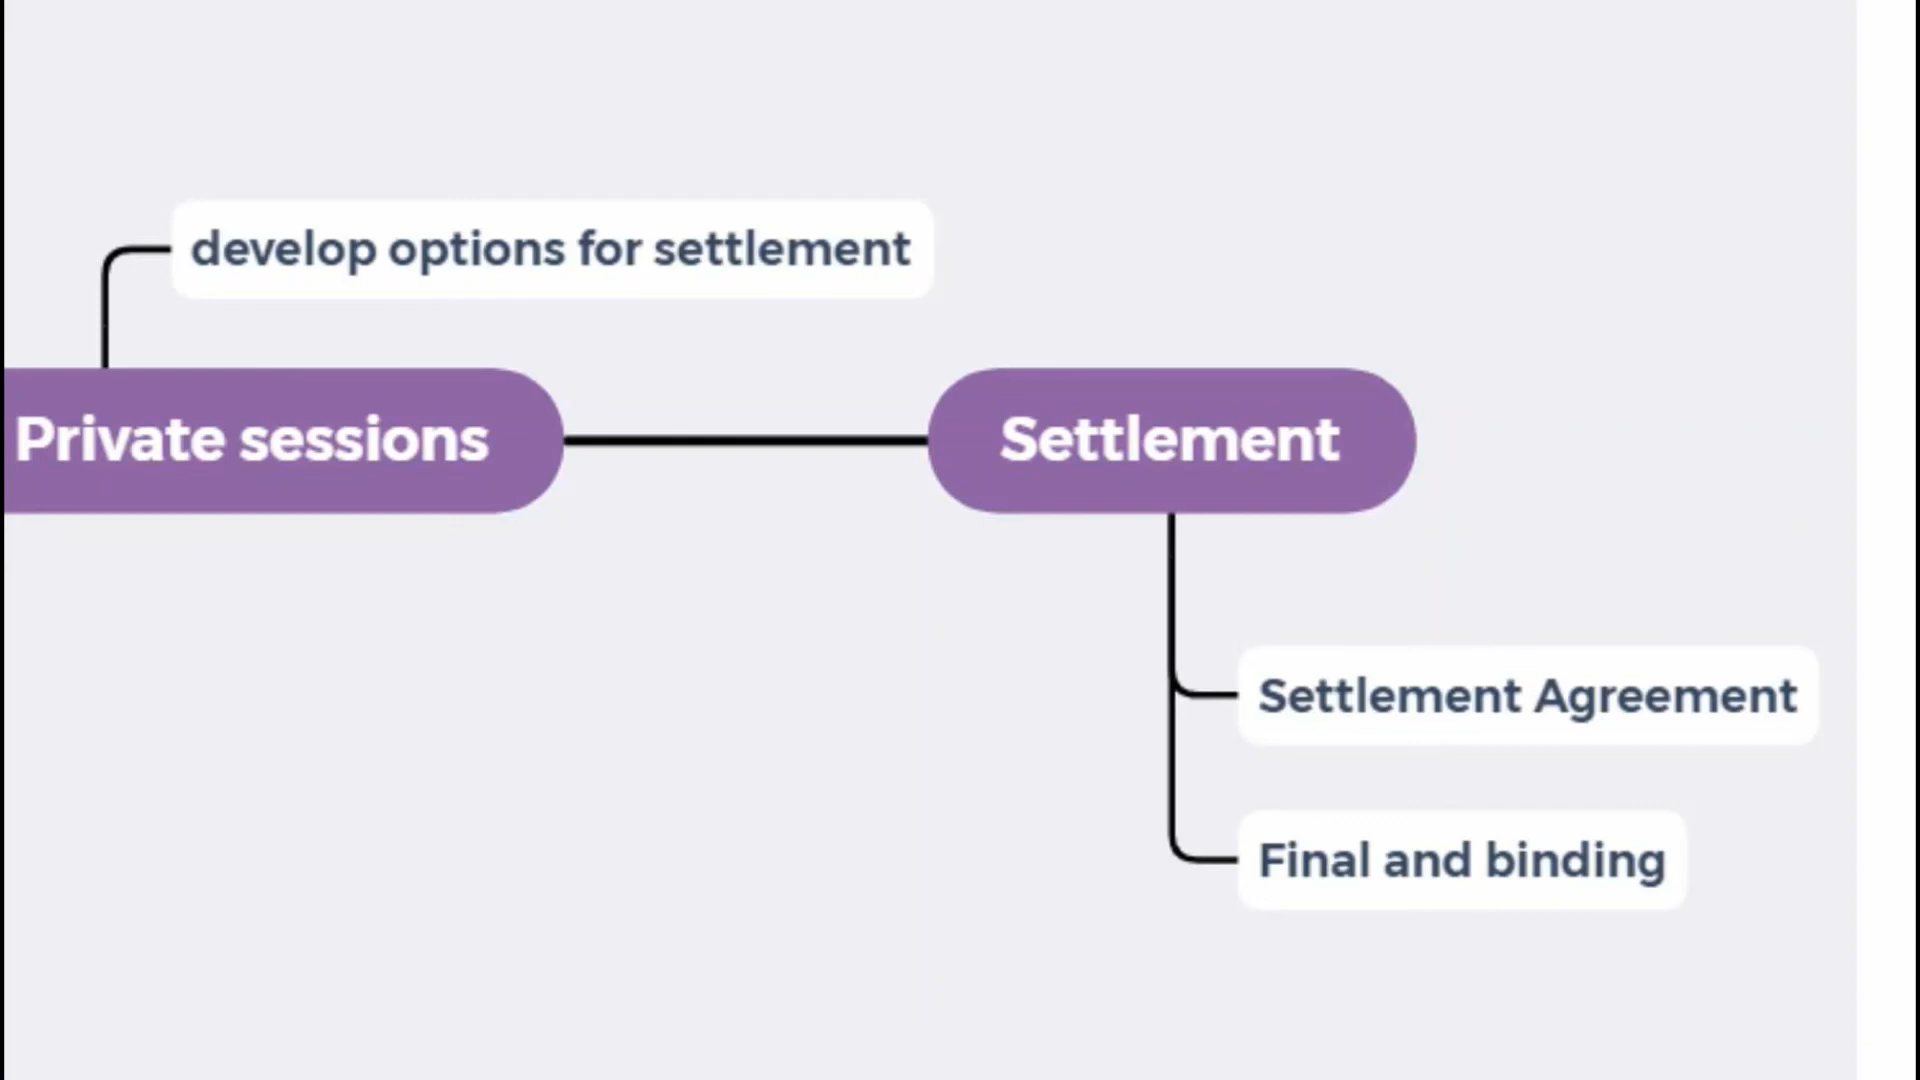 develop options for settlement
Private sessions
Settlement
Settlement Agreement
Final and binding